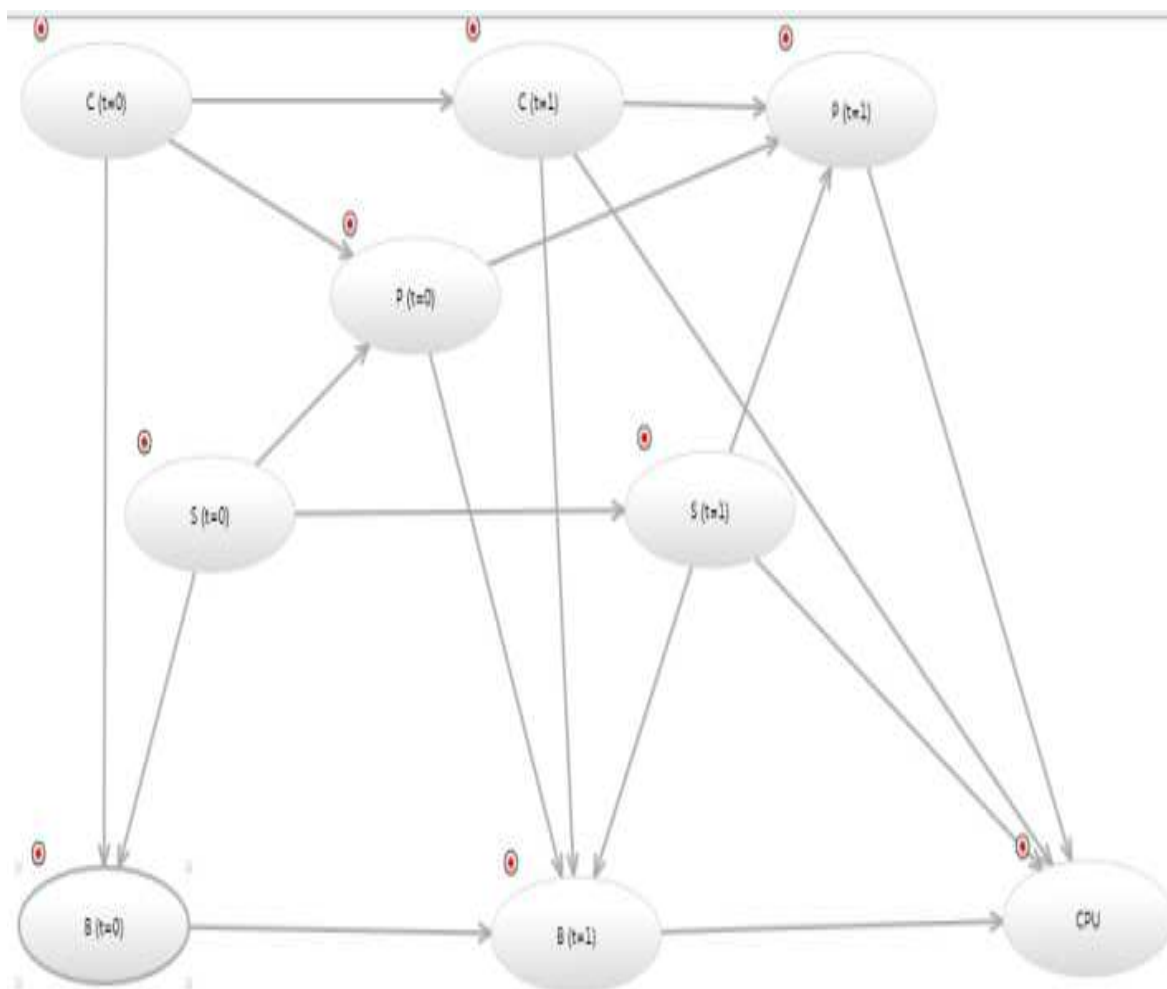 C (t=0)
C (t=1)
P (t=1)
P (t=0)
S (t=0)
S (t=1)
B (t=0)
B (t=1)
CPU